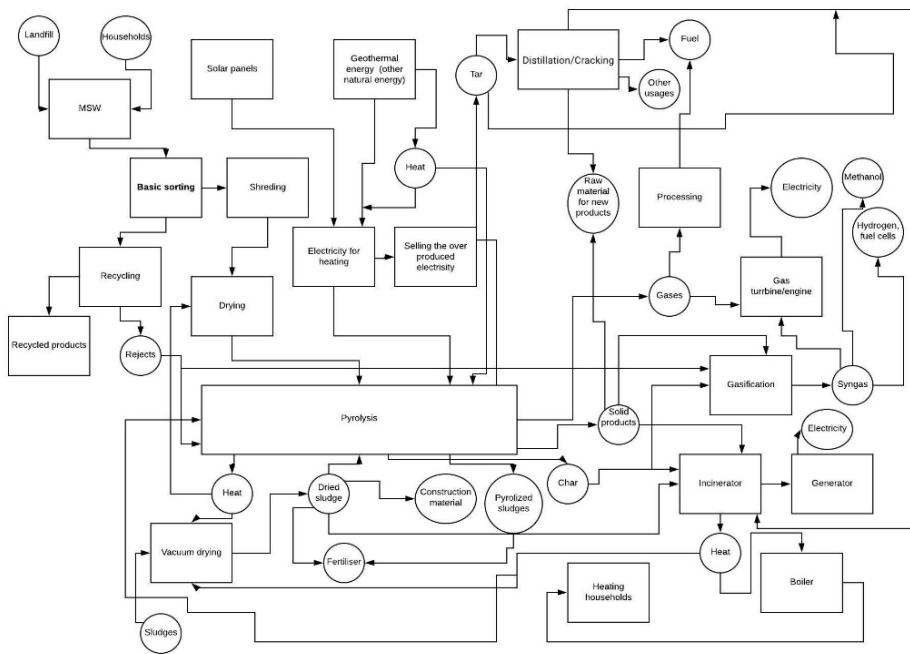 Landfill
Households
MSW
Solar panels
Geothermal
energy (other
natural energy)
Tar
Distillation/Cracking
Fuel
Other
usages
Basic sorting
Shreding
Heat
Raw
material
for new
products
Processing
Electricity
Methanol
Hydrogen,
fuel cells
Recycling
Electricity for
heating
Selling the over
produced
electrisity
Drying
Gases
Gas
turbine/engine
Recycled products
Rejects
Gasification
Syngas
Pyrolysis
Solid
products
Electricity
Heat
Dried
sludge
Construction
material
Pyrolized
sludges
Char
Incinerator
Generator
Vacuum drying
Fertiliser
Heat
Heating
households
Boiler
Sludges